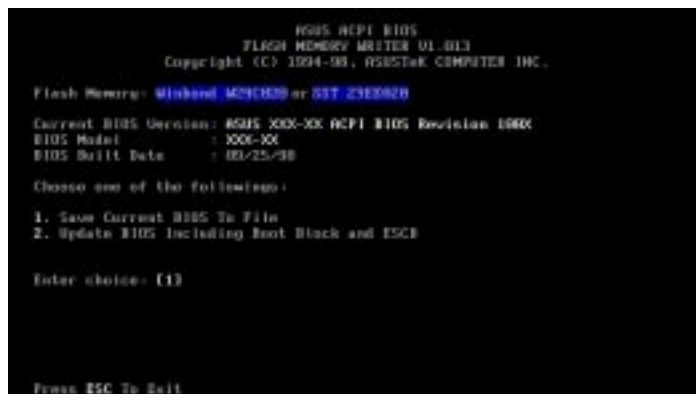 ASUS ACPI BIOS
FLASH MEMORY WRITER V1.013
Copyright (C) 1994-98, ASUSTeK COMPUTER INC.
Flash Memory: Winbond W29C020 or SST 29EE020
Current BIOS Version: ASUS XXX-XX ACPI BIOS Revision 100X
BIOS Model : XXX-XX
BIOS Built Date : 09/25/98
Choose one of the followings:
1. Save Current BIOS To File
2. Update BIOS Including Boot Block and ESCD
Enter choice: [1]
Press ESC To Exit